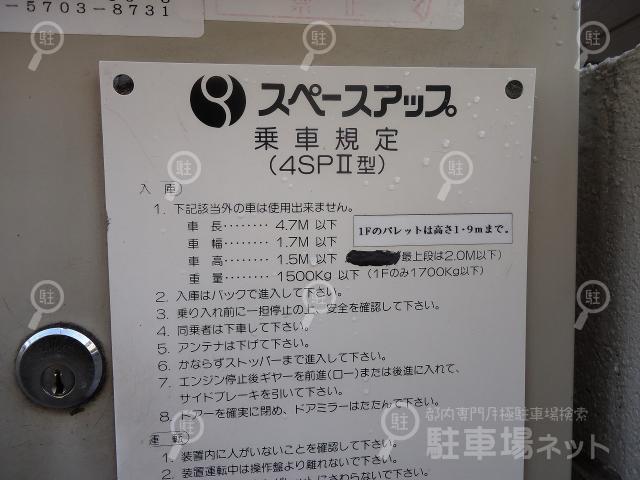 -5703-8731
スペースアップ
乗車規定
(4SPⅡ型)
入庫
1. 下記該当外の車は使用出来ません。
車長‥‥‥‥ 4.7M 以下
1Fのパレットは高さ1・9mまで。
車幅‥‥‥‥ 1.7M 以下
車高‥‥‥‥ 1.5M 以下 最上段は2.0M以下)
重量‥‥‥‥ 1500Kg 以下 (1Fのみ1700Kg以下)
2. 入庫はバックで進入して下さい。
3. 乗り入れ前に一担停止の上、安全を確認して下さい。
4. 同乗者は下車して下さい。
5. アンテナは下げて下さい。
6. かならずストッパーまで進入して下さい。
7. エンジン停止後ギヤーを前進(ロー)または後進に入れて、
サイドブレーキを引いて下さい。
8. ドアーを確実に閉め、ドアミラーはたたんで下さい。
運転
1. 装置内に人がいないことを確認して下さい。
2. 装置運転中は操作盤より離れないで下さい。
にさわらないで下さい。
都内専門月極駐車場検索
駐車場ネット